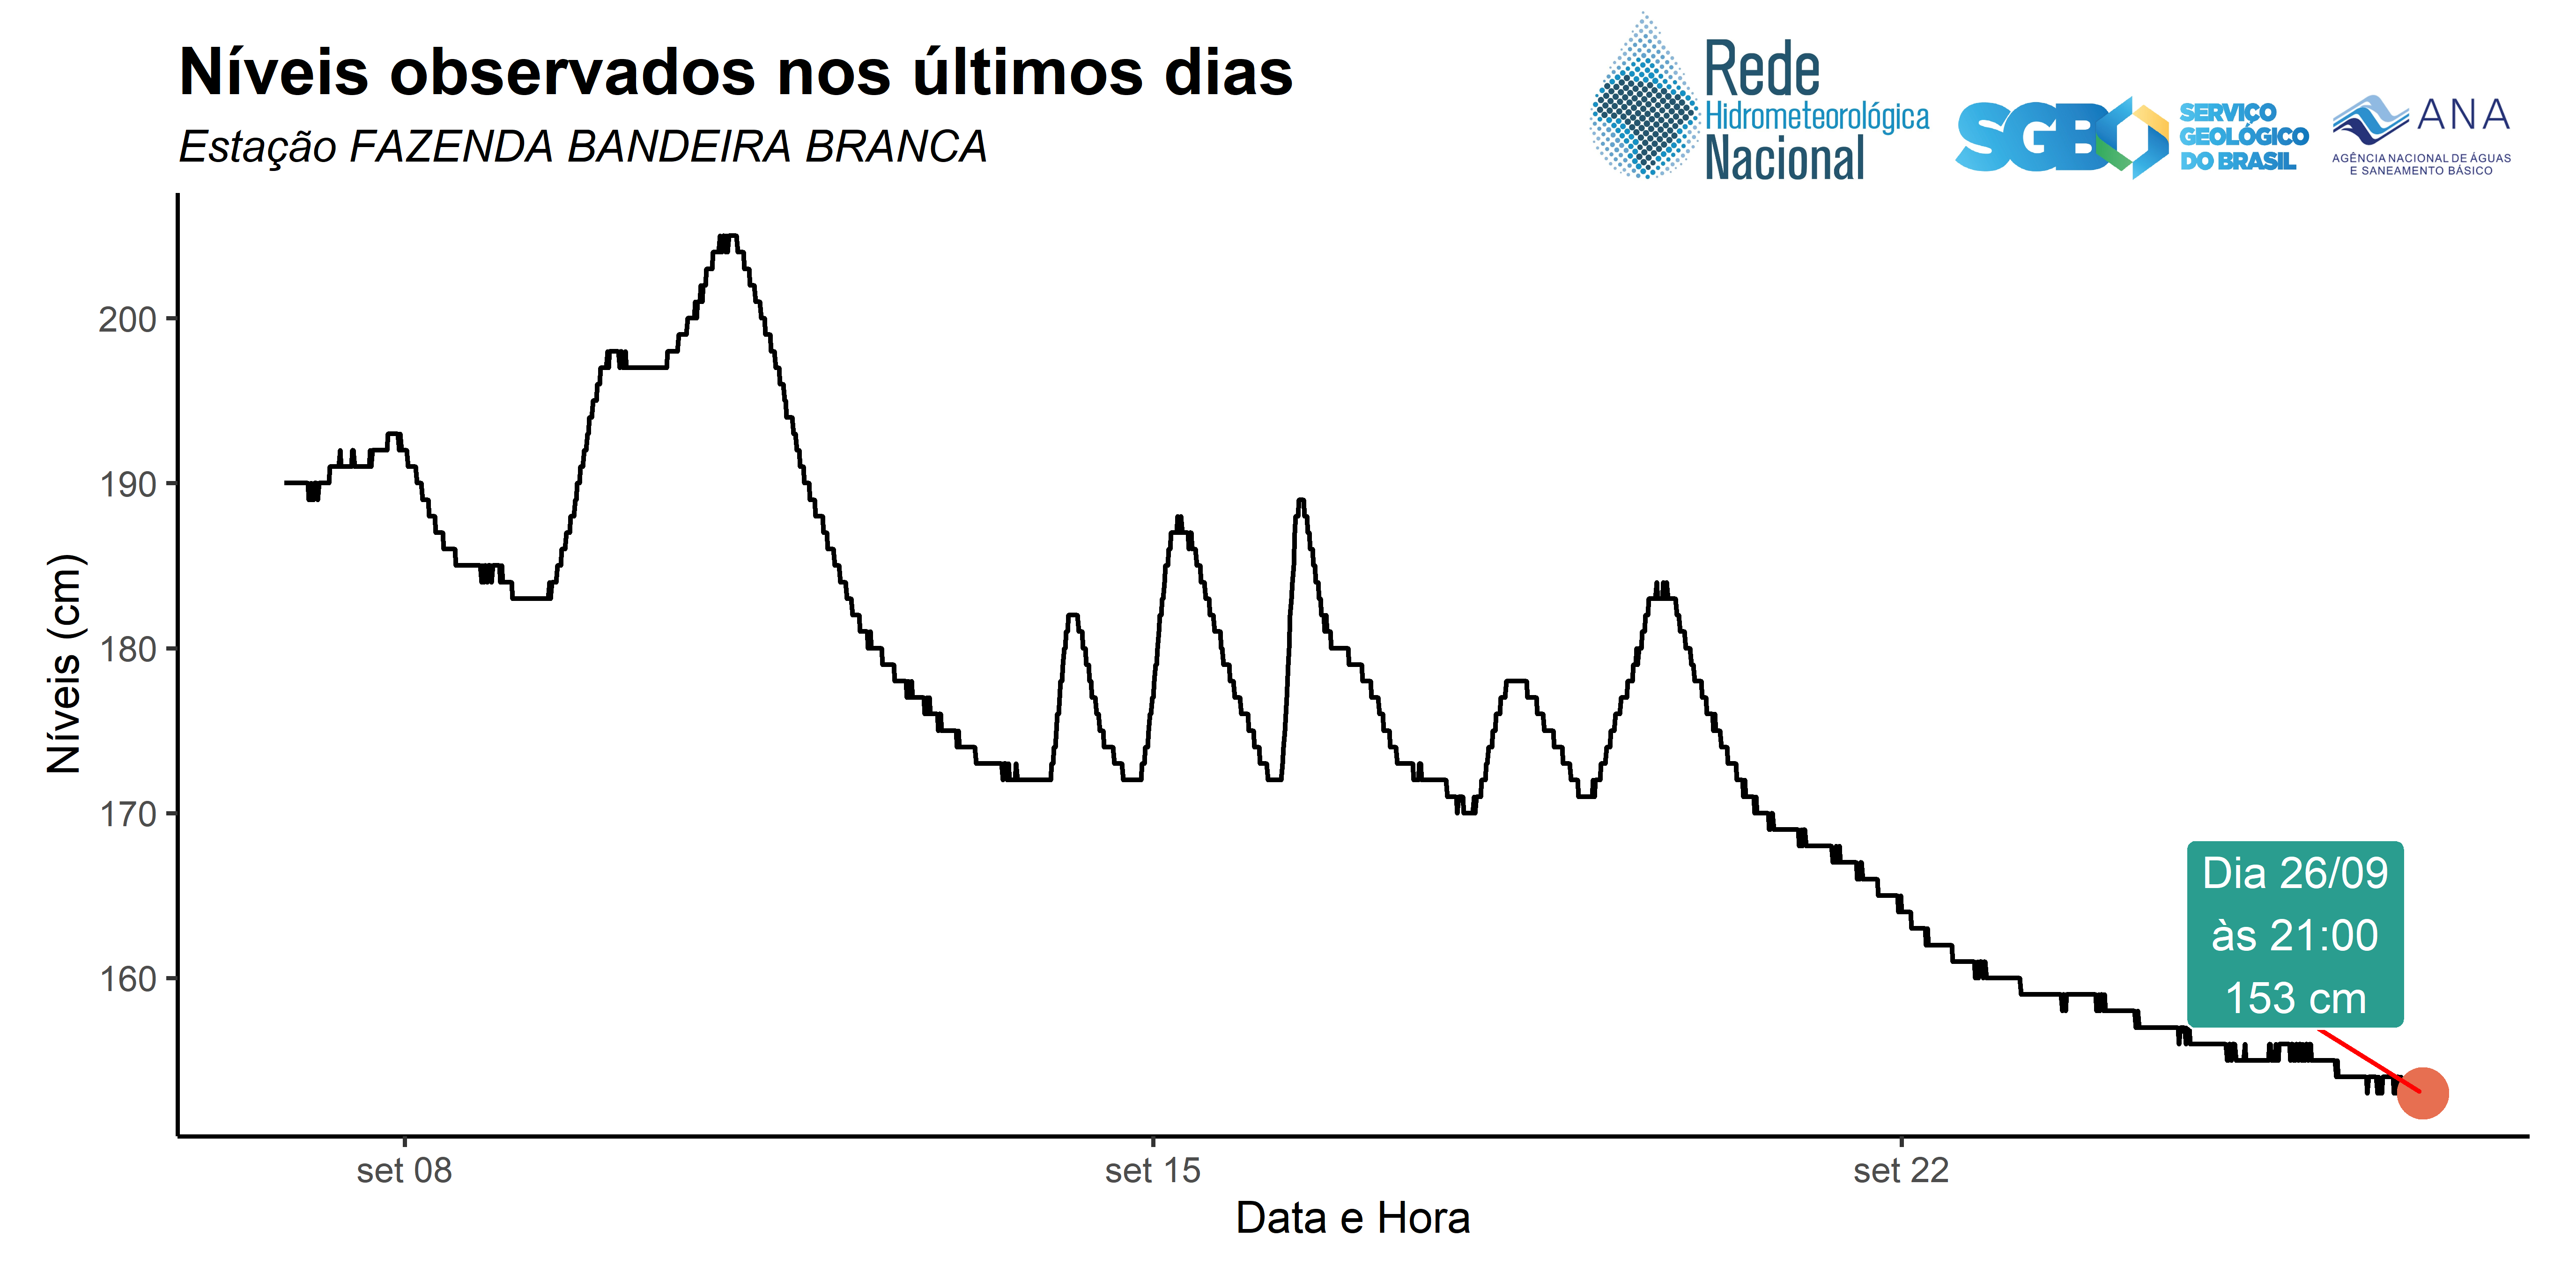 Níveis observados nos últimos dias
Estação FAZENDA BANDEIRA BRANCA
Rede
Hidrometeorológica
Nacional
SGB
SERVIÇO
GEOLÓGICO
DO BRASIL
ANA
AGÊNCIA NACIONAL DE ÁGUAS
E SANEAMENTO BÁSICO
Níveis (cm)
200
190
180
170
160
Dia 26/09
às 21:00
153 cm
set 08
set 15
set 22
Data e Hora